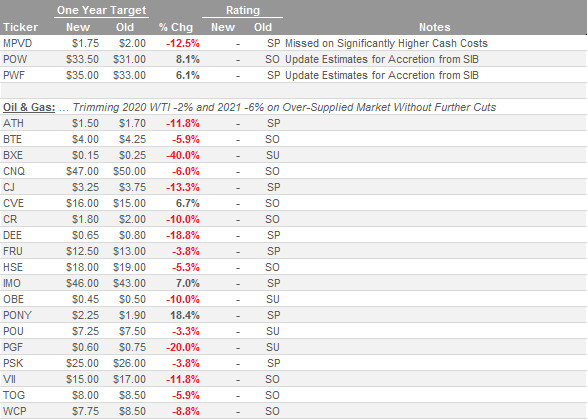 One Year Target Rating
Ticker New Old % Chg New Old Notes
MPVD $1.75 $2.00 -12.5% - SP Missed on Significantly Higher Cash Costs
POW $33.50 $31.00 8.1% - SO Update Estimates for Accretion from SIB
PWF $35.00 $33.00 6.1% - SP Update Estimates for Accretion from SIB
Oil & Gas: ... Trimming 2020 WTI -2% and 2021 -6% on Over-Supplied Market Without Further Cuts
ATH $1.50 $1.70 -11.8% - SP
BTE $4.00 $4.25 -5.9% - SO
BXE $0.15 $0.25 -40.0% - SU
CNQ $47.00 $50.00 -6.0% - SO
CJ $3.25 $3.75 -13.3% - SP
CVE $16.00 $15.00 6.7% - SO
CR $1.80 $2.00 -10.0% - SO
DEE $0.65 $0.80 -18.8% - SP
FRU $12.50 $13.00 -3.8% - SP
HSE $18.00 $19.00 -5.3% - SO
IMO $46.00 $43.00 7.0% - SP
OBE $0.45 $0.50 -10.0% - SU
PONY $2.25 $1.90 18.4% - SP
POU $7.25 $7.50 -3.3% - SU
PGF $0.60 $0.75 -20.0% - SU
PSK $25.00 $26.00 -3.8% - SP
VII $15.00 $17.00 -11.8% - SO
TOG $8.00 $8.50 -5.9% - SO
WCP $7.75 $8.50 -8.8% - SO